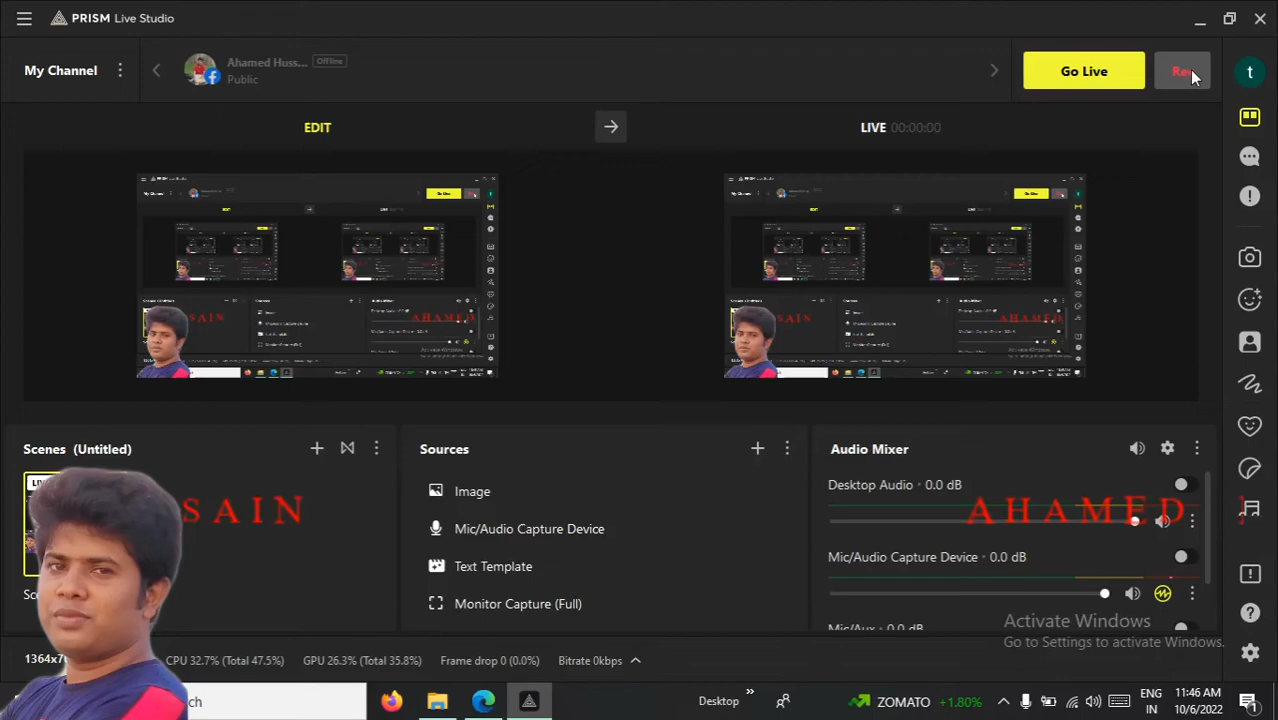 PRISM Live Studio
My Channel
Ahamed Huss... Offline
Public
Go Live
t
EDIT
LIVE 00:00:00
Scenes (Untitled)
Sources
Audio Mixer
Image
Desktop Audio • 0.0 dB
SAIN
AHAMED
Mic/Audio Capture Device
Mic/Audio Capture Device • 0.0 dB
Text Template
Monitor Capture (Full)
Activate Windows
Go to Settings to activate Windows.
CPU 32.7% (Total 47.5%)
GPU 26.3% (Total 35.8%)
Frame drop 0 (0.0%)
Bitrate 0kbps
Desktop
ZOMATO +1.80%
ENG
IN
11:46 AM
10/6/2022